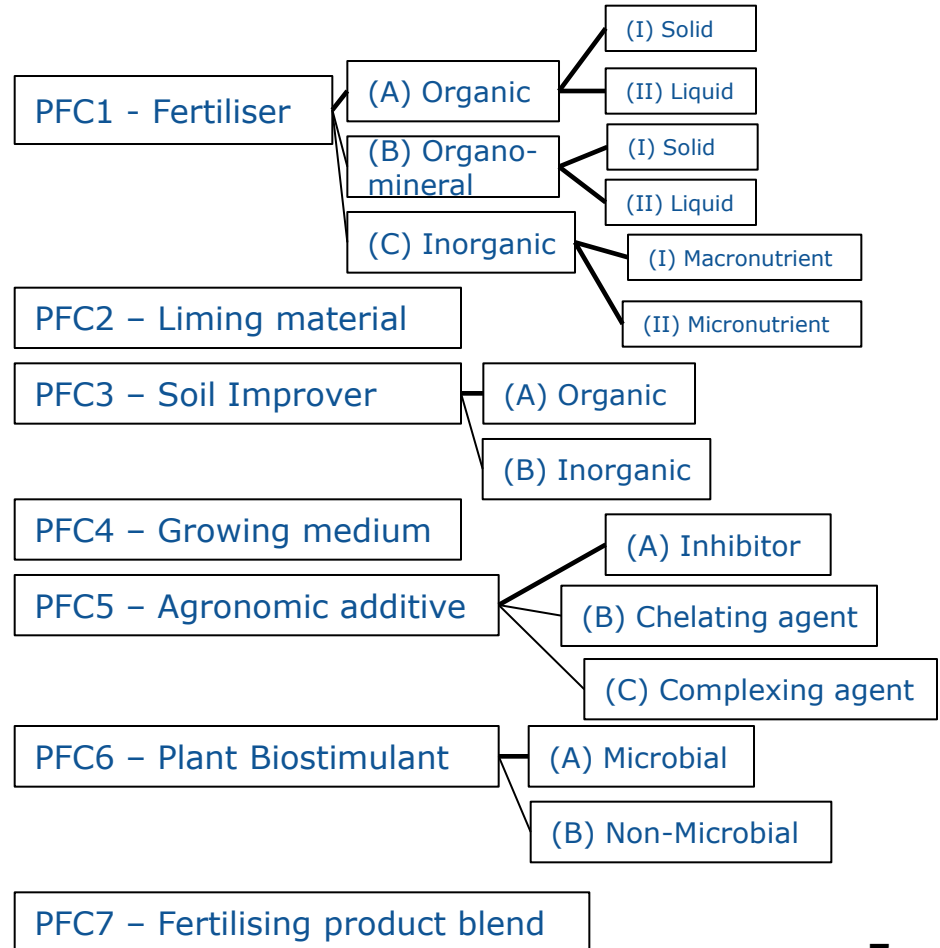 PFC1 - Fertiliser
(A) Organic
(I) Solid
(II) Liquid
(B) Organo-
mineral
(I) Solid
(II) Liquid
(C) Inorganic
(I) Macronutrient
(II) Micronutrient
PFC2 – Liming material
PFC3 – Soil Improver
(A) Organic
(B) Inorganic
PFC4 – Growing medium
PFC5 – Agronomic additive
(A) Inhibitor
(B) Chelating agent
(C) Complexing agent
PFC6 – Plant Biostimulant
(A) Microbial
(B) Non-Microbial
PFC7 – Fertilising product blend